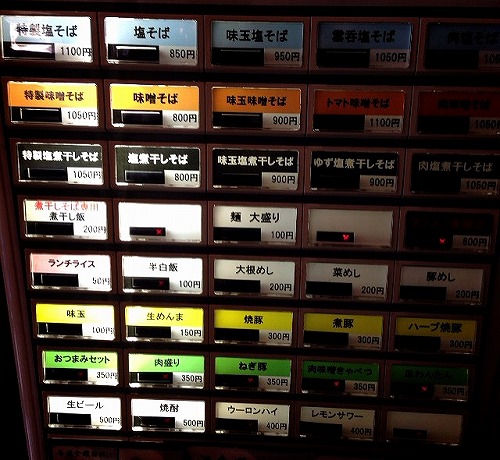 特製塩そば 1100円
塩そば 850円
味玉塩そば 950円
雲呑塩そば 1050円
特製味噌そば 1050円
味噌そば 800円
味玉味噌そば 900円
トマト味噌そば 1100円
1050円
特製塩煮干しそば 1050円
塩煮干しそば 800円
味玉塩煮干しそば 900円
ゆず塩煮干しそば 900円
肉塩煮干しそば 1050円
煮干しそば専用
煮干し飯 200円
麺 大盛り 100円
800円
ランチライス 50円
半白飯 100円
大根めし 200円
菜めし 200円
豚めし 200円
味玉 100円
生めんま 150円
焼豚 300円
煮豚 300円
ハーブ焼豚 300円
おつまみセット 350円
肉盛り 350円
ねぎ豚 350円
肉味噌きゃべつ 350円
350円
生ビール 500円
焼酎 500円
ウーロンハイ 400円
レモンサワー 400円